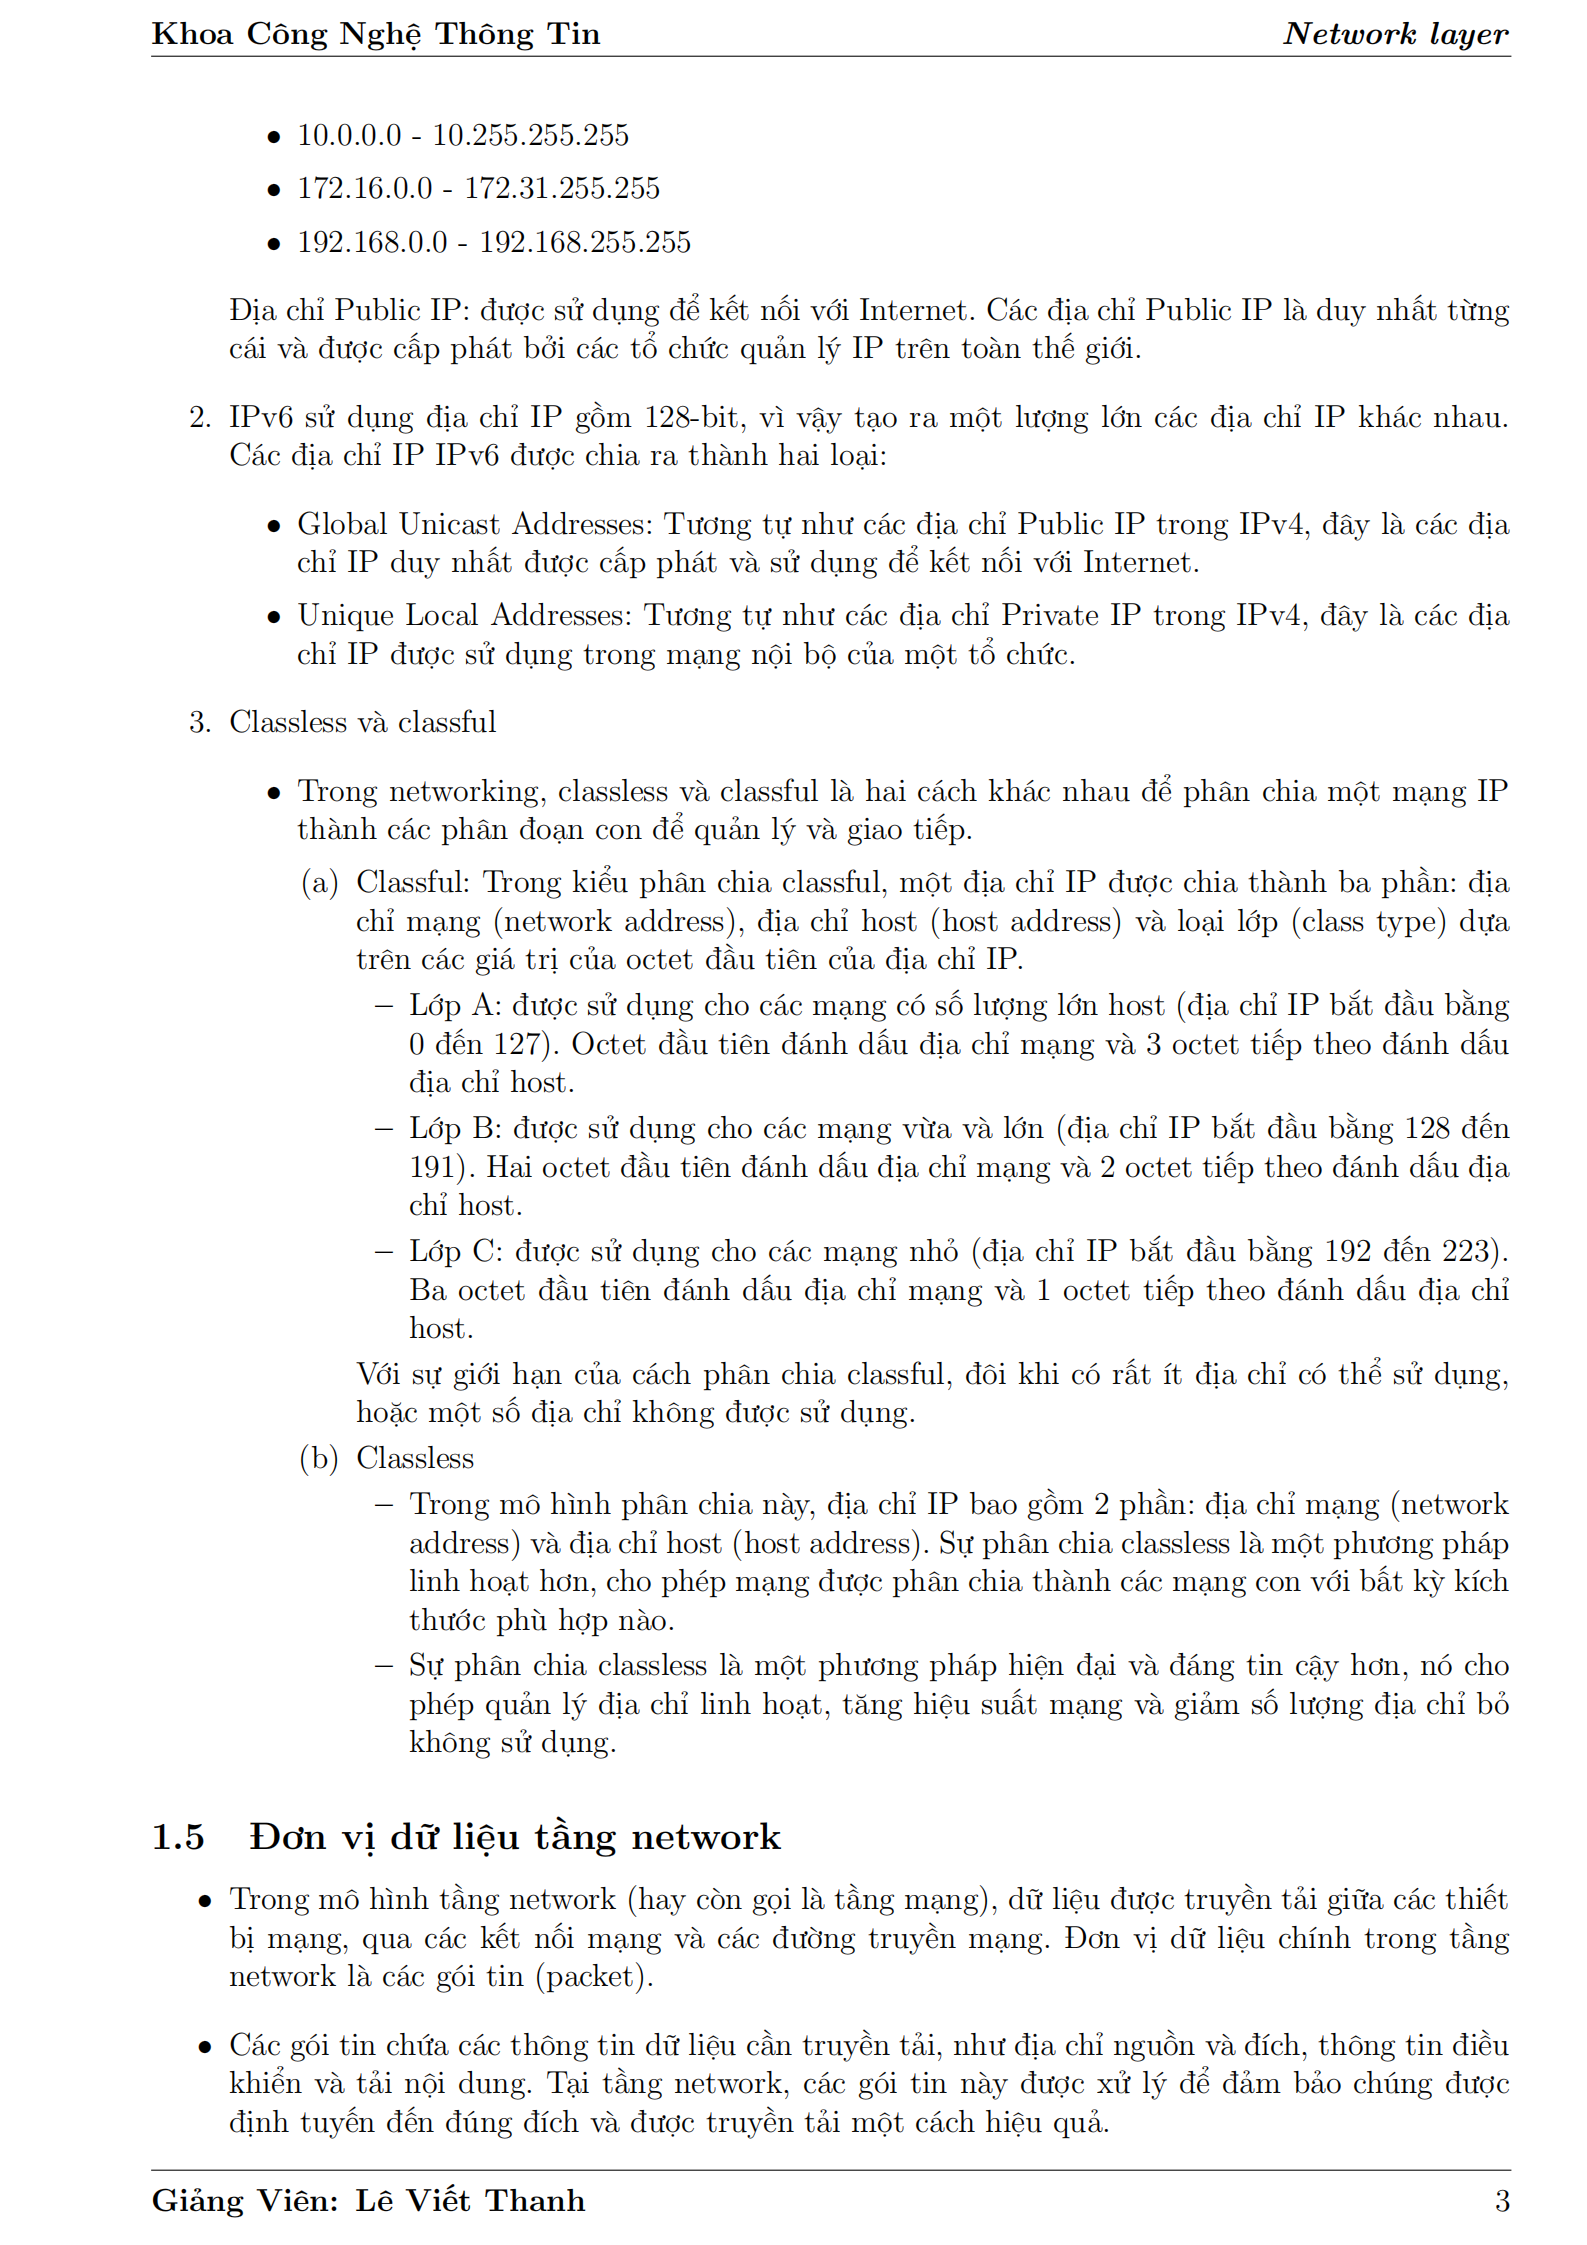 Khoa Công Nghệ Thông Tin
Network layer
• 10.0.0.0 - 10.255.255.255
• 172.16.0.0 - 172.31.255.255
• 192.168.0.0 - 192.168.255.255
Địa chỉ Public IP: được sử dụng để kết nối với Internet. Các địa chỉ Public IP là duy nhất từng
cái và được cấp phát bởi các tổ chức quản lý IP trên toàn thế giới.
2. IPv6 sử dụng địa chỉ IP gồm 128-bit, vì vậy tạo ra một lượng lớn các địa chỉ IP khác nhau.
Các địa chỉ IP IPv6 được chia ra thành hai loại:
• Global Unicast Addresses: Tương tự như các địa chỉ Public IP trong IPv4, đây là các địa
chỉ IP duy nhất được cấp phát và sử dụng để kết nối với Internet.
• Unique Local Addresses: Tương tự như các địa chỉ Private IP trong IPv4, đây là các địa
chỉ IP được sử dụng trong mạng nội bộ của một tổ chức.
3. Classless và classful
• Trong networking, classless và classful là hai cách khác nhau để phân chia một mạng IP
thành các phân đoạn con để quản lý và giao tiếp.
(a) Classful: Trong kiểu phân chia classful, một địa chỉ IP được chia thành ba phần: địa
chỉ mạng (network address), địa chỉ host (host address) và loại lớp (class type) dựa
trên các giá trị của octet đầu tiên của địa chỉ IP.
– Lớp A: được sử dụng cho các mạng có số lượng lớn host (địa chỉ IP bắt đầu bằng
0 đến 127). Octet đầu tiên đánh dấu địa chỉ mạng và 3 octet tiếp theo đánh dấu
địa chỉ host.
– Lớp B: được sử dụng cho các mạng vừa và lớn (địa chỉ IP bắt đầu bằng 128 đến
191). Hai octet đầu tiên đánh dấu địa chỉ mạng và 2 octet tiếp theo đánh dấu địa
chỉ host.
– Lớp C: được sử dụng cho các mạng nhỏ (địa chỉ IP bắt đầu bằng 192 đến 223).
Ba octet đầu tiên đánh dấu địa chỉ mạng và 1 octet tiếp theo đánh dấu địa chỉ
host.
Với sự giới hạn của cách phân chia classful, đôi khi có rất ít địa chỉ có thể sử dụng,
hoặc một số địa chỉ không được sử dụng.
(b) Classless
– Trong mô hình phân chia này, địa chỉ IP bao gồm 2 phần: địa chỉ mạng (network
address) và địa chỉ host (host address). Sự phân chia classless là một phương pháp
linh hoạt hơn, cho phép mạng được phân chia thành các mạng con với bất kỳ kích
thước phù hợp nào.
– Sự phân chia classless là một phương pháp hiện đại và đáng tin cậy hơn, nó cho
phép quản lý địa chỉ linh hoạt, tăng hiệu suất mạng và giảm số lượng địa chỉ bỏ
không sử dụng.
1.5 Đơn vị dữ liệu tầng network
• Trong mô hình tầng network (hay còn gọi là tầng mạng), dữ liệu được truyền tải giữa các thiết
bị mạng, qua các kết nối mạng và các đường truyền mạng. Đơn vị dữ liệu chính trong tầng
network là các gói tin (packet).
• Các gói tin chứa các thông tin dữ liệu cần truyền tải, như địa chỉ nguồn và đích, thông tin điều
khiển và tải nội dung. Tại tầng network, các gói tin này được xử lý để đảm bảo chúng được
định tuyến đến đúng đích và được truyền tải một cách hiệu quả.
Giảng Viên: Lê Viết Thanh
3